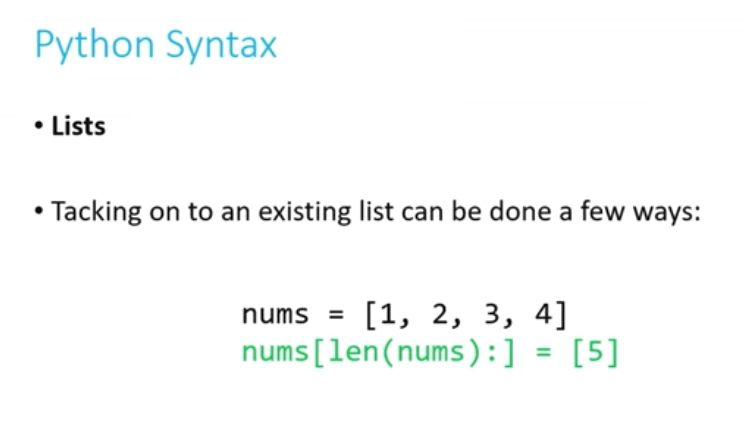 Python Syntax
• Lists
• Tacking on to an existing list can be done a few ways:
nums = [1, 2, 3, 4]
nums[len(nums):] = [5]